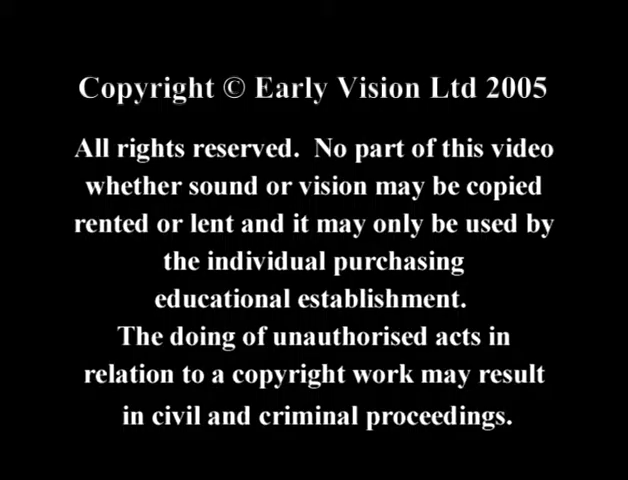 Copyright © Early Vision Ltd 2005
All rights reserved.  No part of this video
whether sound or vision may be copied
rented or lent and it may only be used by
the individual purchasing
educational establishment.
The doing of unauthorised acts in
relation to a copyright work may result
in civil and criminal proceedings.